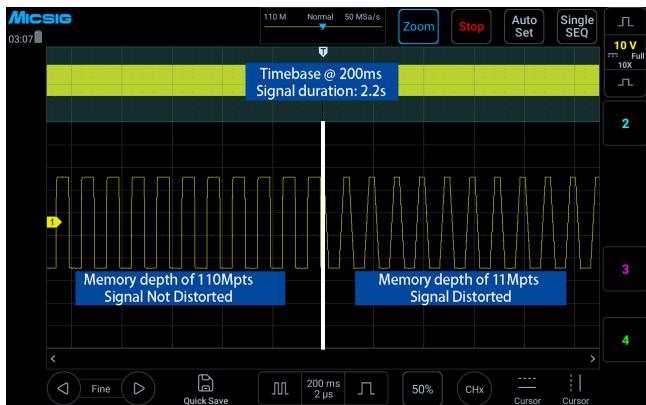 Micsig
03:07
110 M Normal 50 MSa/s
T
Zoom
Stop
Auto
Set
Single
SEQ
10 V
Full
10X
Timebase @ 200ms
Signal duration: 2.2s
2
1
Memory depth of 110Mpts
Signal Not Distorted
Memory depth of 11Mpts
Signal Distorted
3
4
Fine
Quick Save
200 ms
2 µs
50%
CHx
Cursor
Cursor